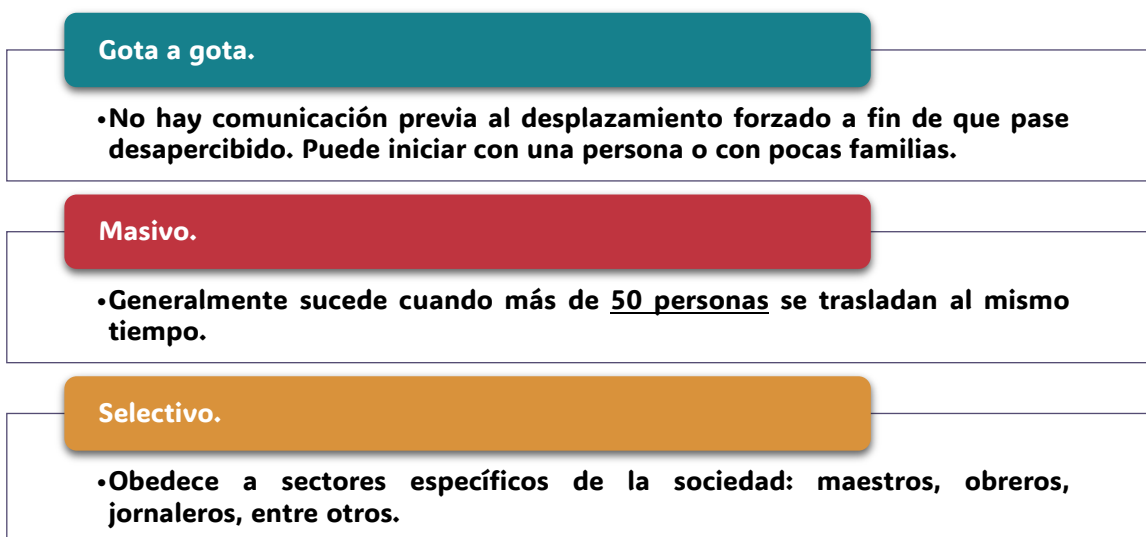 Gota a gota.
•No hay comunicación previa al desplazamiento forzado a fin de que pase
desapercibido. Puede iniciar con una persona o con pocas familias.
Masivo.
•Generalmente sucede cuando más de 50 personas se trasladan al mismo
tiempo.
Selectivo.
•Obedece a sectores específicos de la sociedad: maestros, obreros,
jornaleros, entre otros.